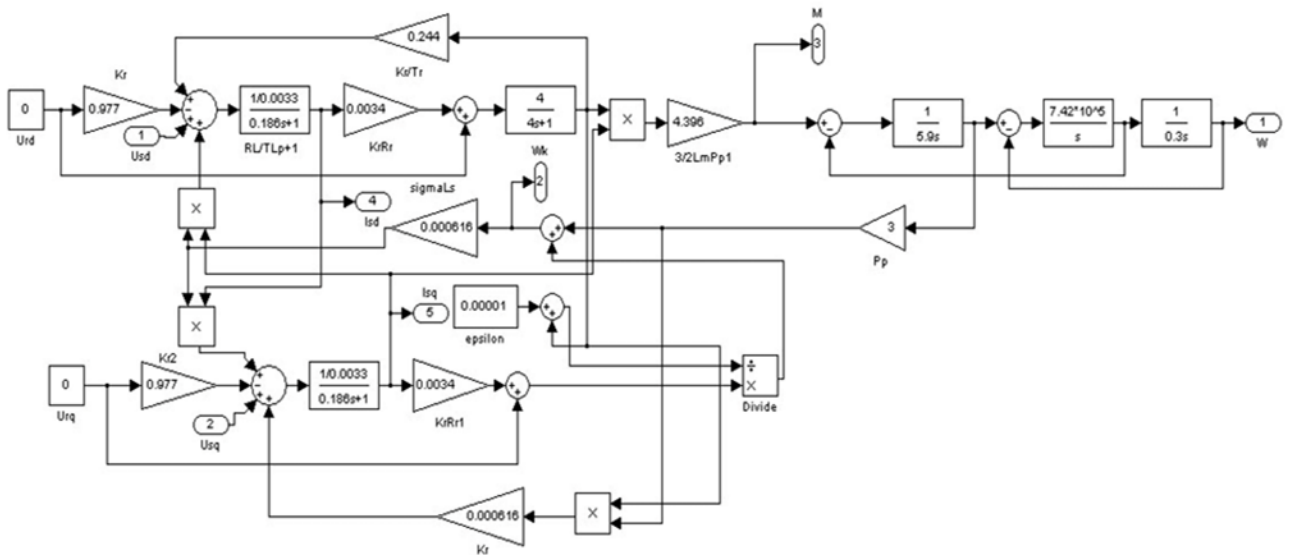 M
3
0.244
Kr/Tr
Kr
0
Urd
0.977
1
Usd
+
-
+
+
1/0.0033
0.186s+1
RL/TLp+1
0.0034
KrRr
+
+
4
4s+1
×
4.396
3/2LmPp1
+
-
1
5.9s
+
-
7.42*10^6
s
1
0.3s
1
W
Wk
2
sigmaLs
×
4
Isd
0.000616
+
+
3
Pp
×
Isq
5
0.00001
epsilon
+
+
Kr2
0
Urq
0.977
2
Usq
+
-
+
+
1/0.0033
0.186s+1
0.0034
KrRr1
+
+
÷
×
Divide
0.000616
Kr
×